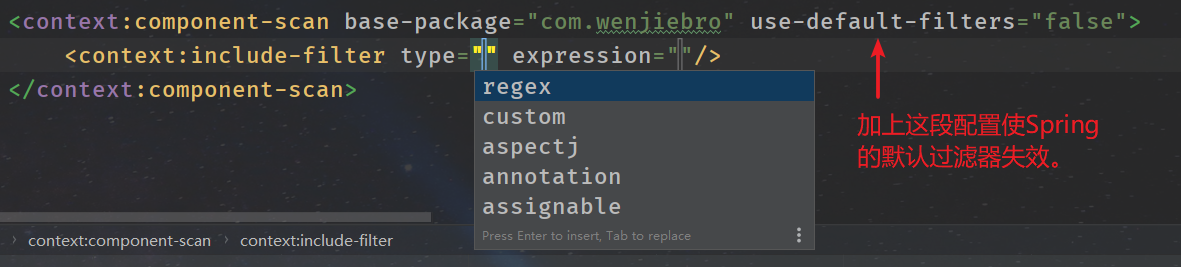 <context:component-scan base-package="com.wenjiebro" use-default-filters="false">
<context:include-filter type="" expression=""/>
</context:component-scan>
regex
custom
aspectj
annotation
assignable
Press Enter to insert, Tab to replace
加上这段配置使Spring
的默认过滤器失效。
context:component-scan › context:include-filter